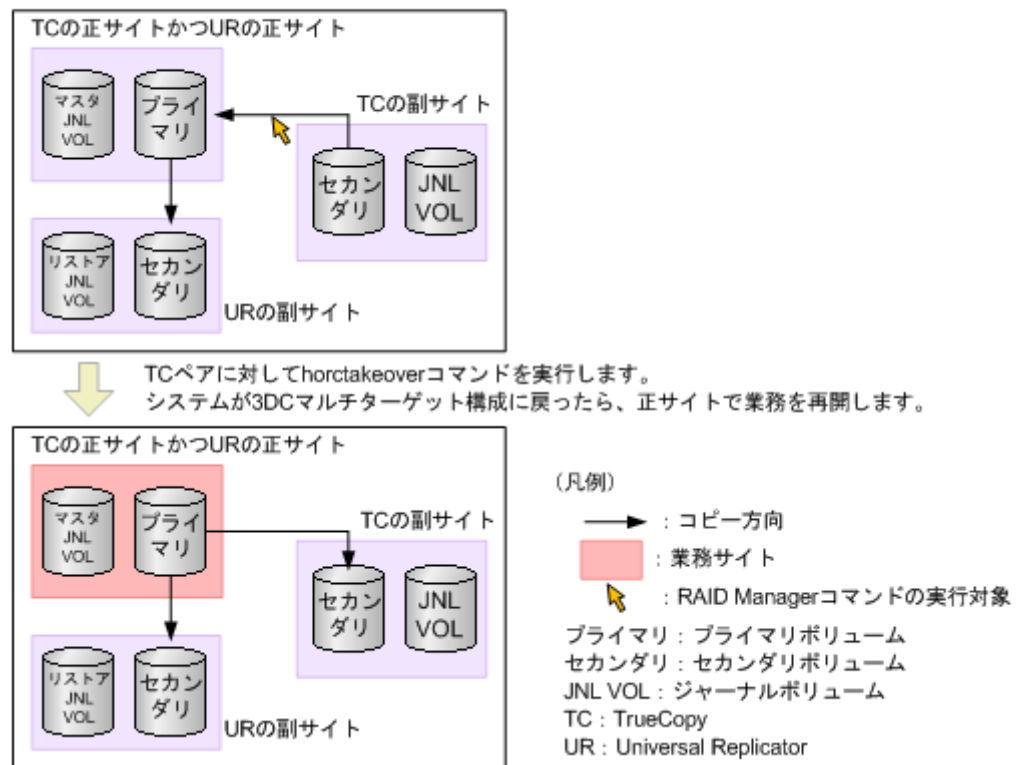 TCの正サイトかつURの正サイト
マスタ
JNL
VOL
プライ
マリ
TCの副サイト
セカン
ダリ
JNL
VOL
リストア
JNL
VOL
セカン
ダリ
URの副サイト
TCペアに対してhorctakeoverコマンドを実行します。
システムが3DCマルチターゲット構成に戻ったら、正サイトで業務を再開します。
TCの正サイトかつURの正サイト
マスタ
JNL
VOL
プライ
マリ
TCの副サイト
セカン
ダリ
JNL
VOL
リストア
JNL
VOL
セカン
ダリ
URの副サイト
（凡例）
：コピー方向
：業務サイト
：RAID Managerコマンドの実行対象
プライマリ：プライマリボリューム
セカンダリ：セカンダリボリューム
JNL VOL：ジャーナルボリューム
TC：TrueCopy
UR：Universal Replicator